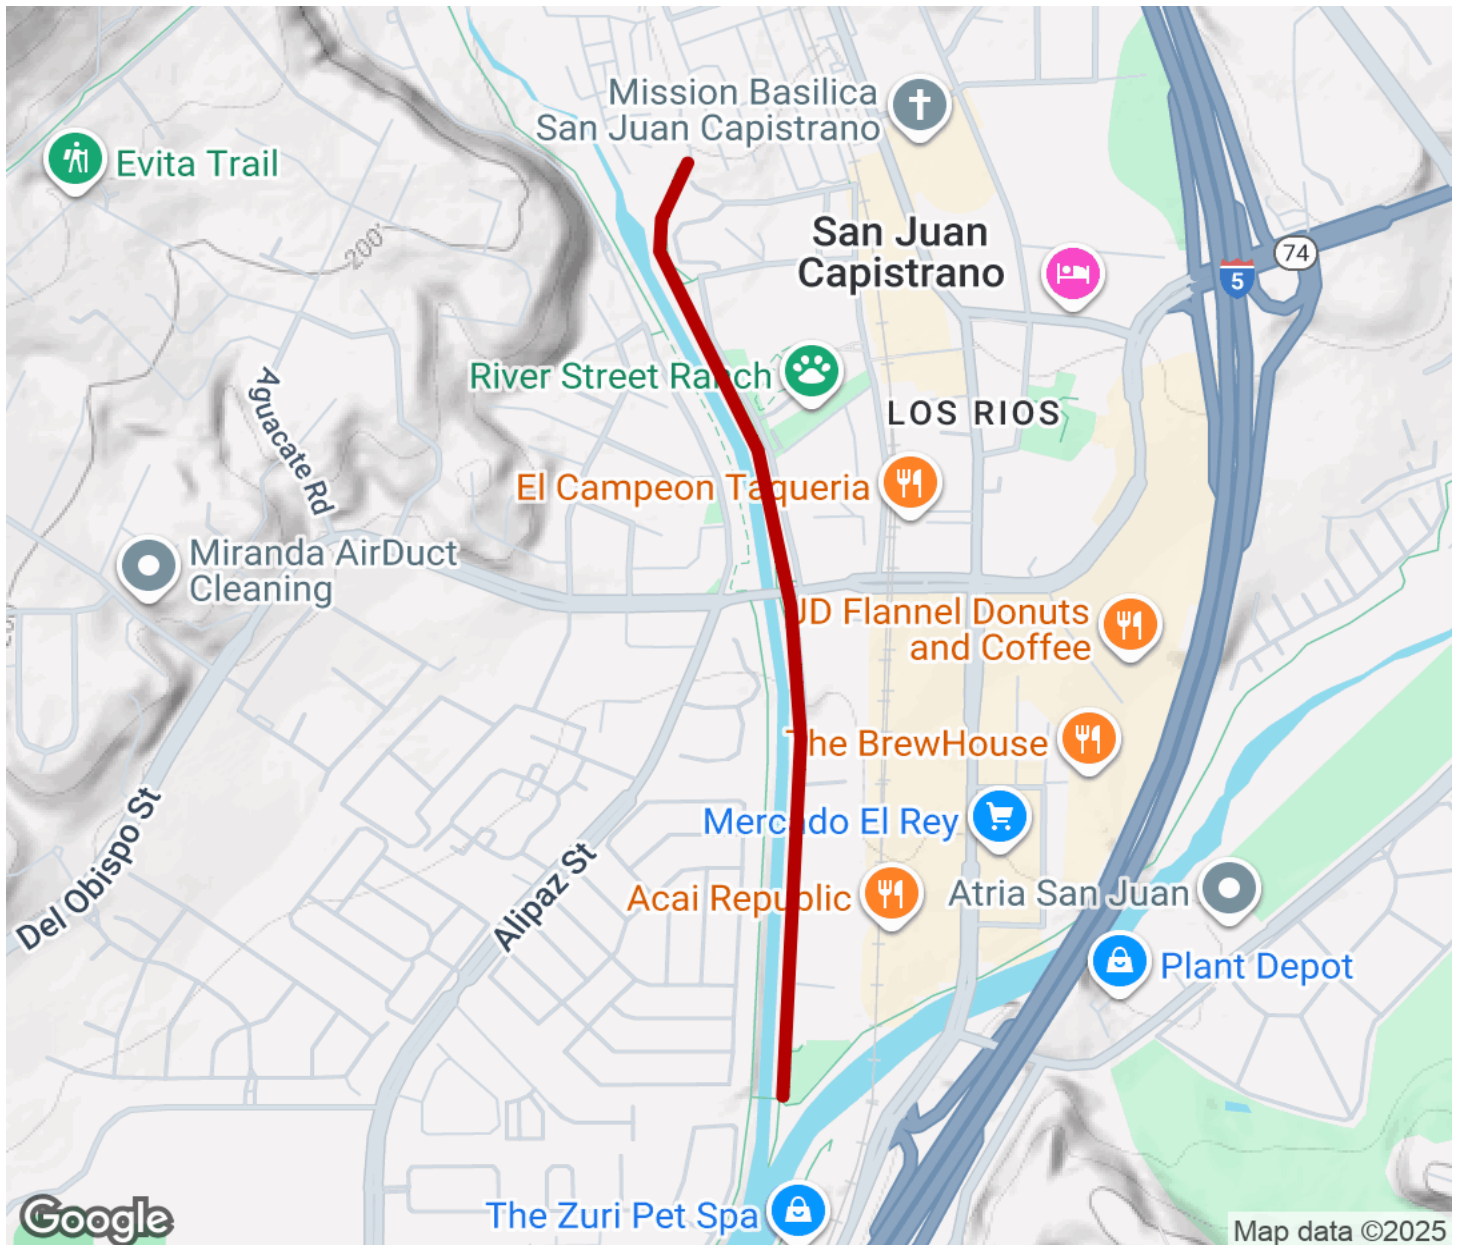 Mission Basilica
San Juan Capistrano
Evita Trail
200'
San Juan
Capistrano
74
5
River Street Ranch
LOS RIOS
Aguacate Rd
El Campeon Taqueria
Miranda AirDuct
Cleaning
JD Flannel Donuts
and Coffee
The BrewHouse
Mercado El Rey
Del Obispo St
Alipaz St
Acai Republic
Atria San Juan
Plant Depot
The Zuri Pet Spa
Google
Map data ©2025